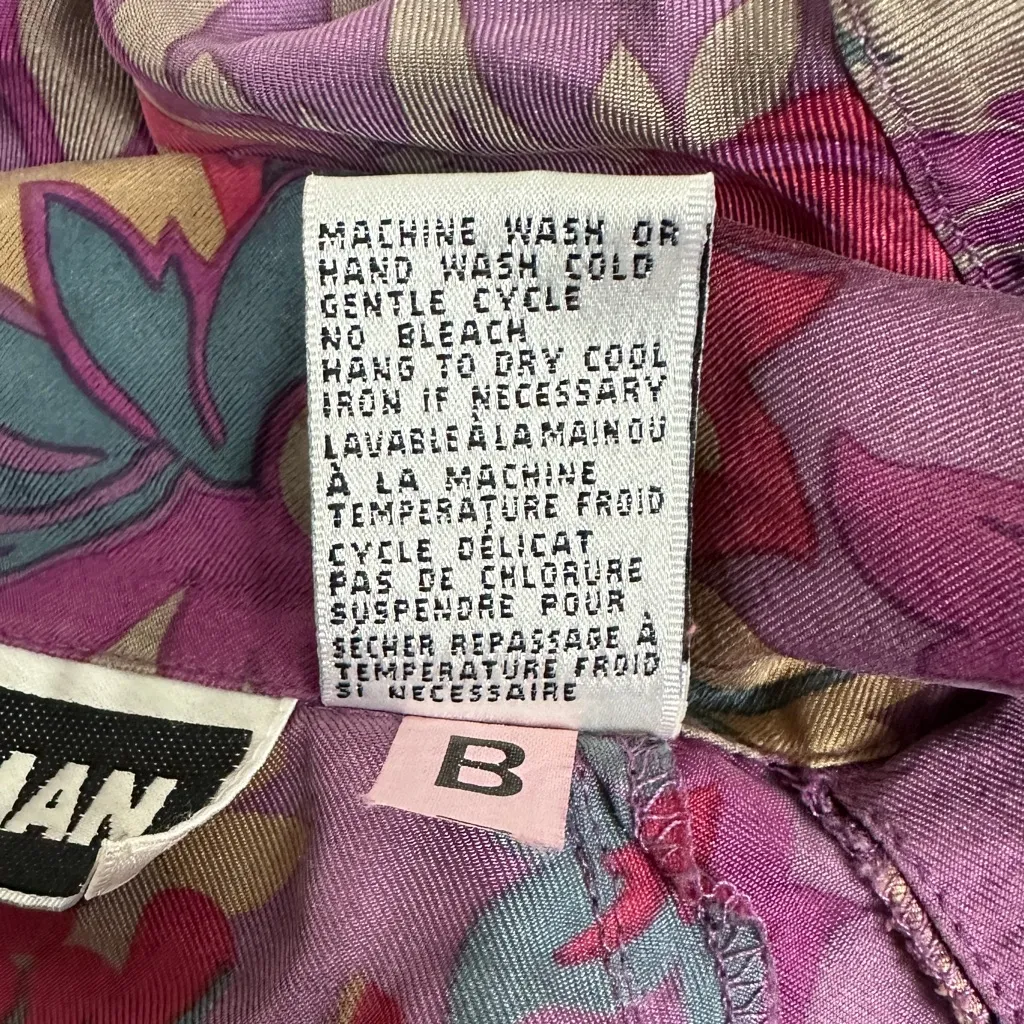 MACHINE WASH OR
HAND WASH COLD
GENTLE CYCLE
NO BLEACH
HANG TO DRY COOL
IRON IF NECESSARY
LAVABLE À LA MAIN OU
À LA MACHINE
TEMPERATURE FROID
CYCLE DÉLICAT
PAS DE CHLORURE
SUSPENDRE POUR
SÉCHER REPASSAGE À
TEMPERATURE FROID
SI NECESSAIRE
B